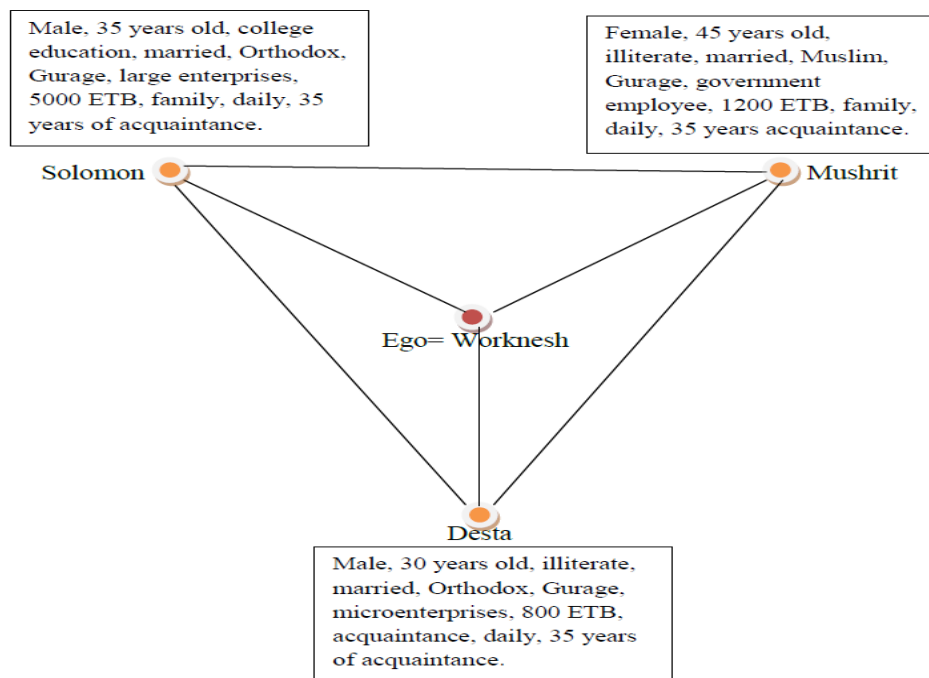 Male, 35 years old, college
education, married, Orthodox,
Gurage, large enterprises,
5000 ETB, family, daily, 35
years of acquaintance.
Female, 45 years old,
illiterate, married, Muslim,
Gurage, government
employee, 1200 ETB, family,
daily, 35 years acquaintance.
Solomon
Mushrit
Ego= Worknesh
Desta
Male, 30 years old, illiterate,
married, Orthodox, Gurage,
microenterprises, 800 ETB,
acquaintance, daily, 35 years
of acquaintance.